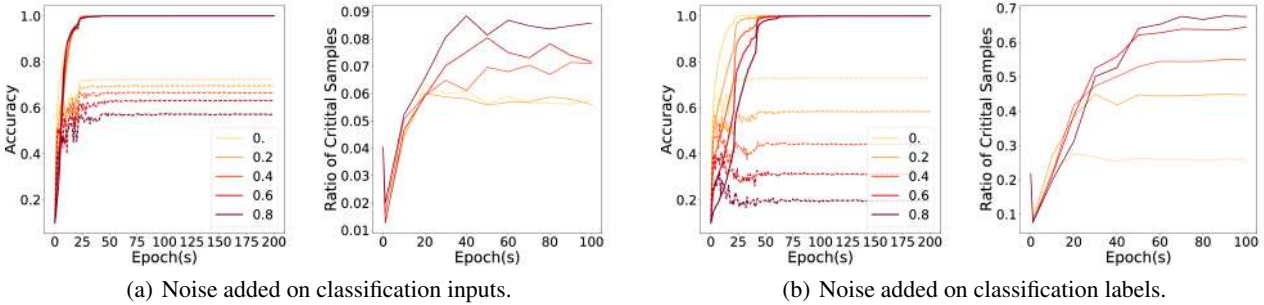 1.0
0.8
0.6
0.4
0.2
Accuracy
0.
0.2
0.4
0.6
0.8
0 25 50 75 100 125 150 175 200
Epoch(s)
0.09
0.08
0.07
0.06
0.05
0.04
0.03
0.02
0.01
Ratio of Critital Samples
0 20 40 60 80 100
Epoch(s)
(a) Noise added on classification inputs.
1.0
0.8
0.6
0.4
0.2
Accuracy
0.
0.2
0.4
0.6
0.8
0 25 50 75 100 125 150 175 200
Epoch(s)
0.7
0.6
0.5
0.4
0.3
0.2
0.1
Ratio of Critital Samples
0 20 40 60 80 100
Epoch(s)
(b) Noise added on classification labels.